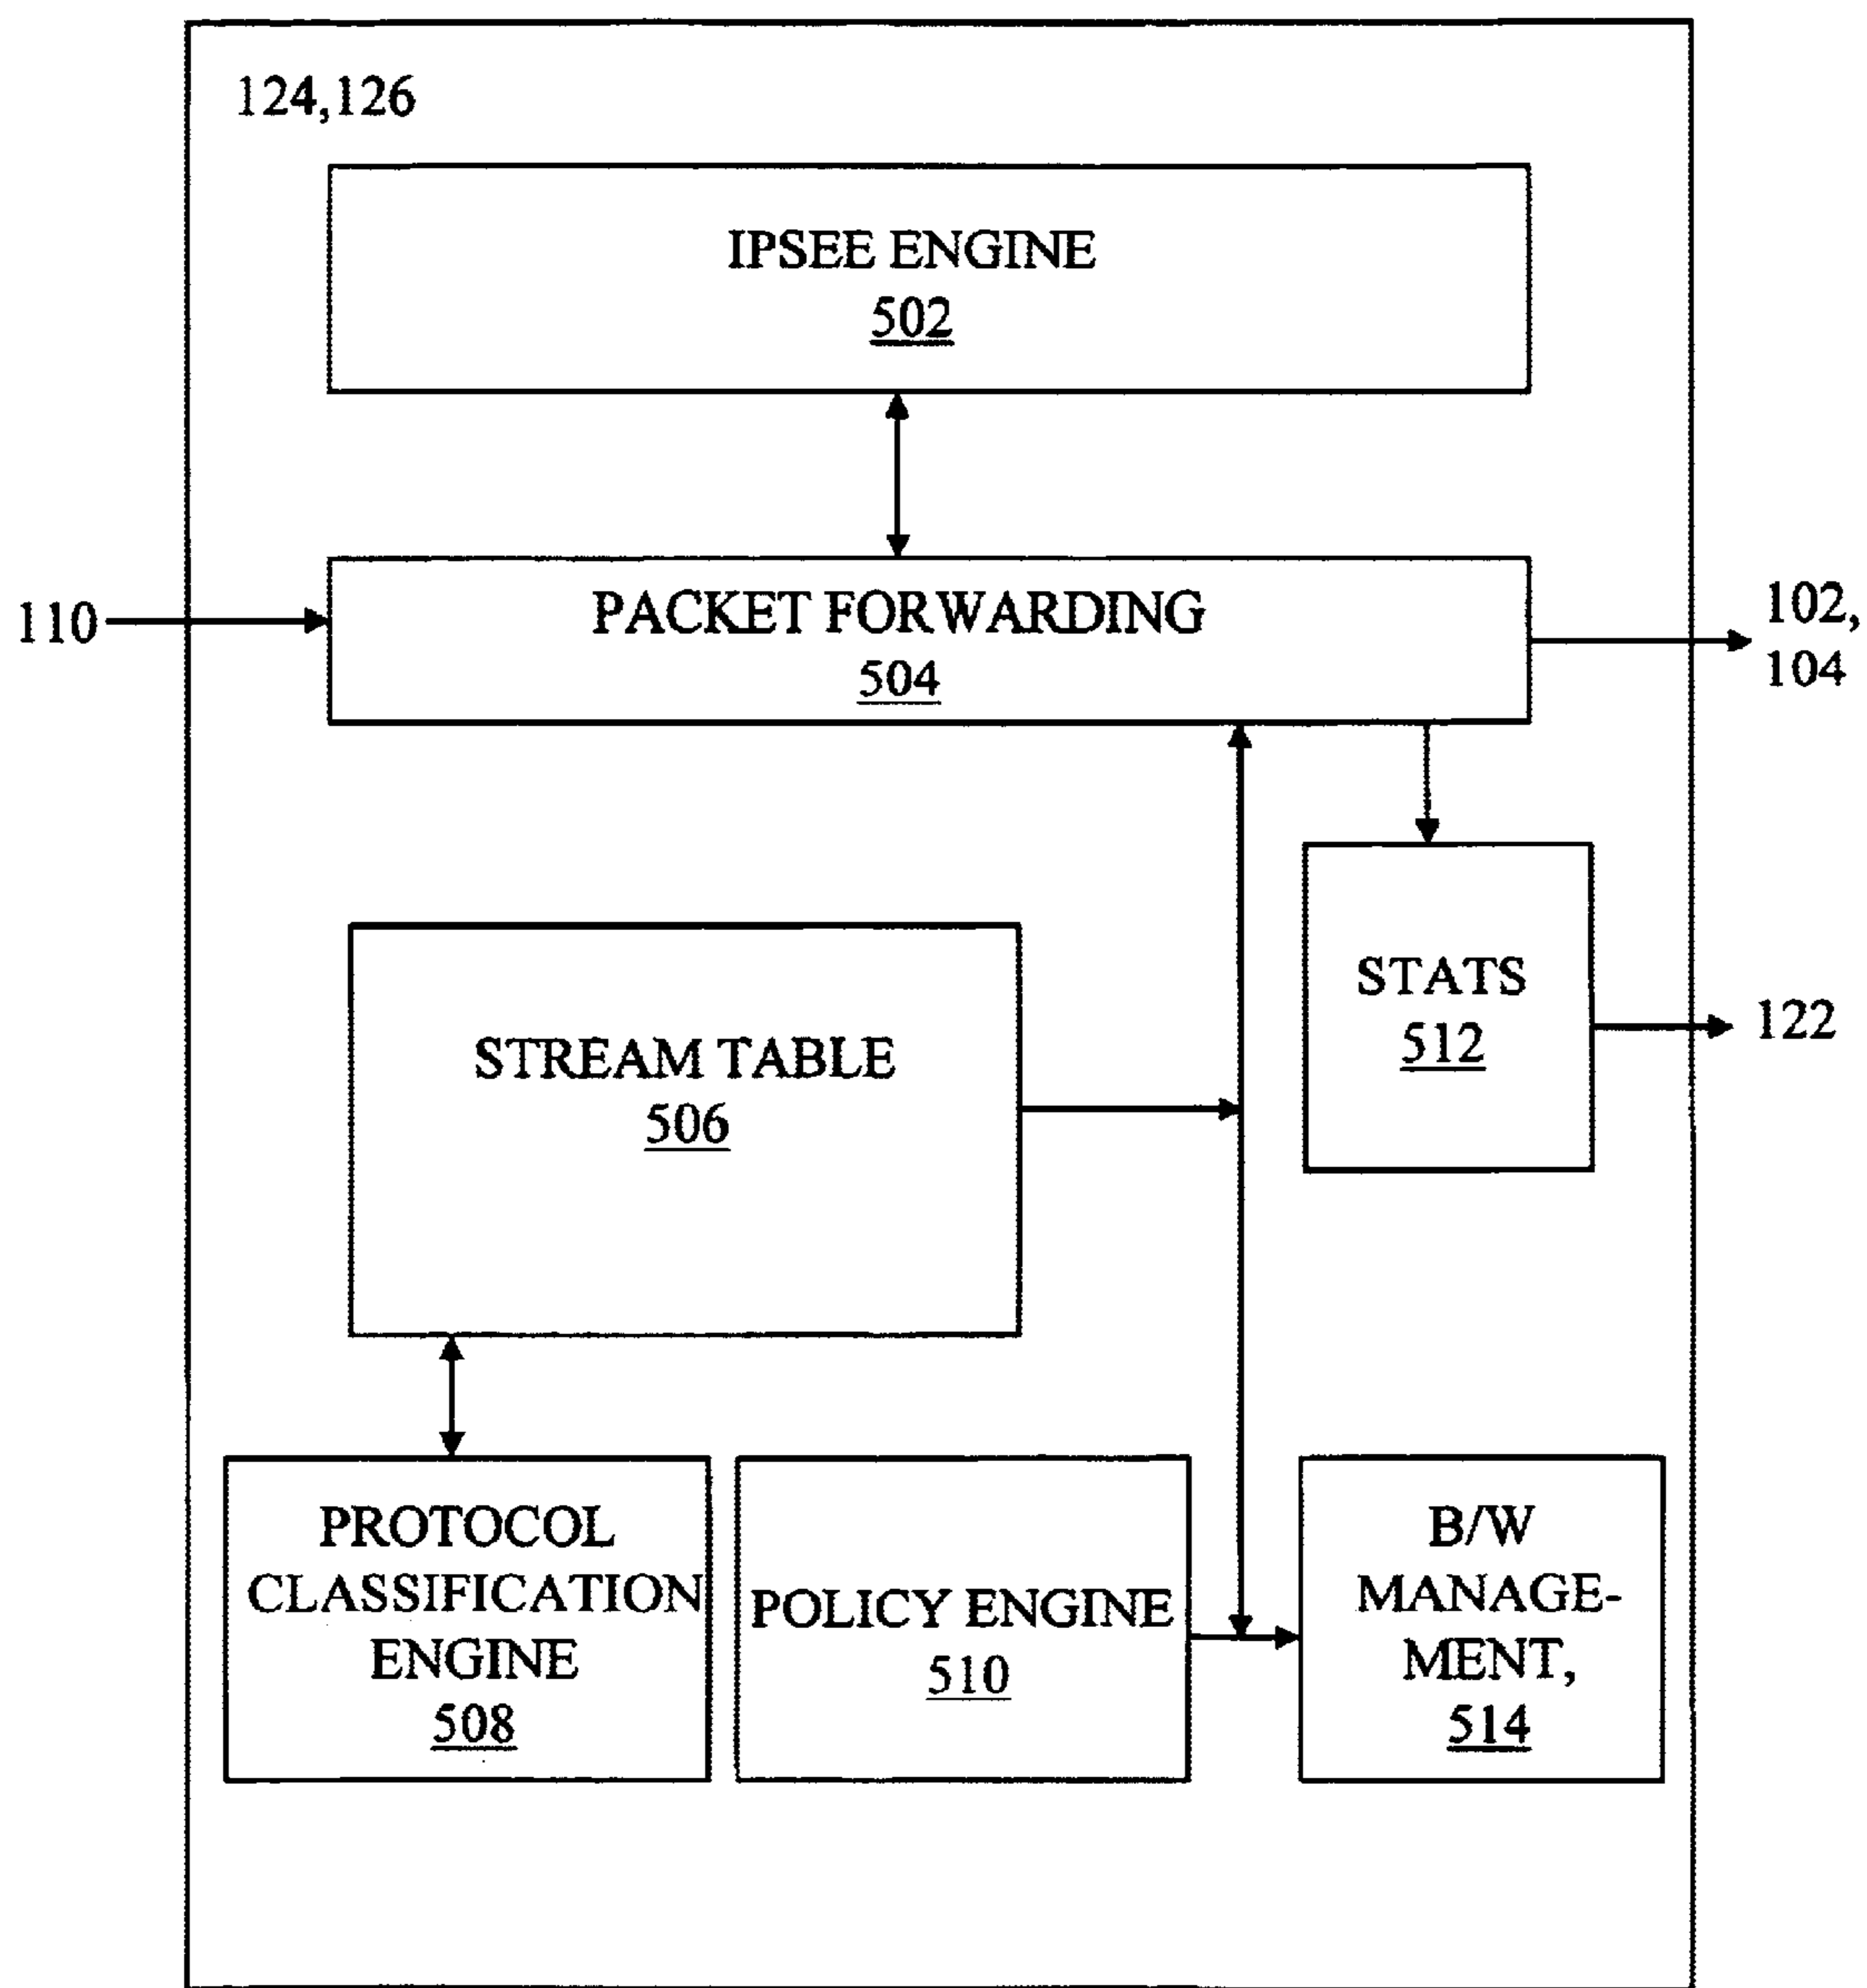 124,126
IPSEE ENGINE
502
110
PACKET FORWARDING
504
102,
104
STATS
512
122
STREAM TABLE
506
PROTOCOL
CLASSIFICATION
ENGINE
508
POLICY ENGINE
510
B/W
MANAGE-
MENT,
514